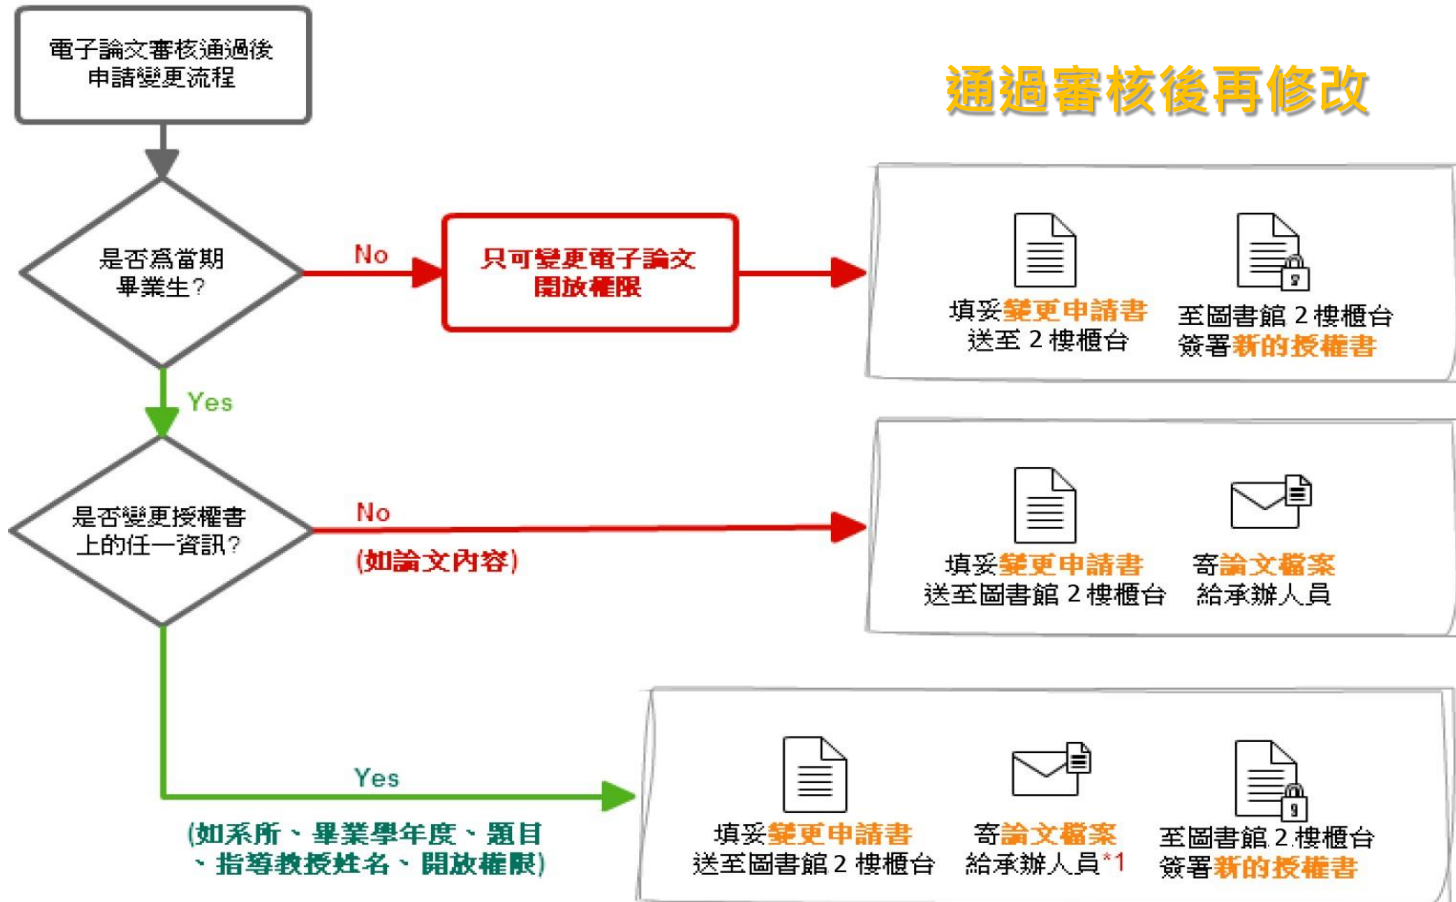 電子論文審核通過後
申請變更流程
通過審核後再修改
是否為當期
畢業生?
No
只可變更電子論文
開放權限
填妥變更申請書
送至 2 樓櫃台
至圖書館 2 樓櫃台
簽署新的授權書
Yes
是否變更授權書
上的任一資訊?
No
(如論文內容)
填妥變更申請書
送至圖書館 2 樓櫃台
寄論文檔案
給承辦人員
Yes
(如系所、畢業學年度、題目
、指導教授姓名、開放權限)
填妥變更申請書
送至圖書館 2 樓櫃台
寄論文檔案
給承辦人員*1
至圖書館 2 樓櫃台
簽署新的授權書